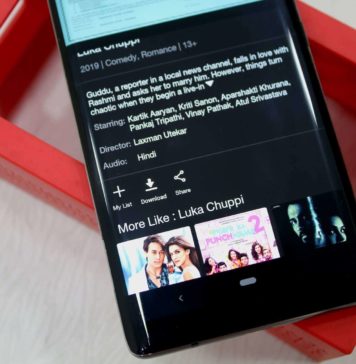 Luka Chuppi
2019 | Comedy, Romance | 13+
Guddu, a reporter in a local news channel, falls in love with
Rashmi and asks her to marry him. However, things turn
chaotic when they begin a live-in
Starring: Kartik Aaryan, Kriti Sanon, Aparshakti Khurana,
Pankaj Tripathi, Vinay Pathak, Atul Srivastava
Director: Laxman Utekar
Audio: Hindi
My List Download Share
More Like : Luka Chuppi
PUNCHNAMA 2